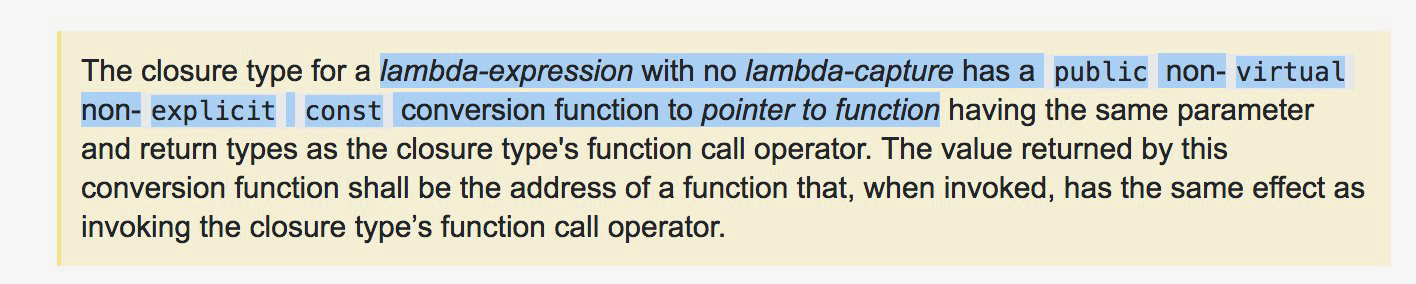 The closure type for a lambda-expression with no lambda-capture has a public non- virtual
non- explicit const conversion function to pointer to function having the same parameter
and return types as the closure type's function call operator. The value returned by this
conversion function shall be the address of a function that, when invoked, has the same effect as
invoking the closure type’s function call operator.